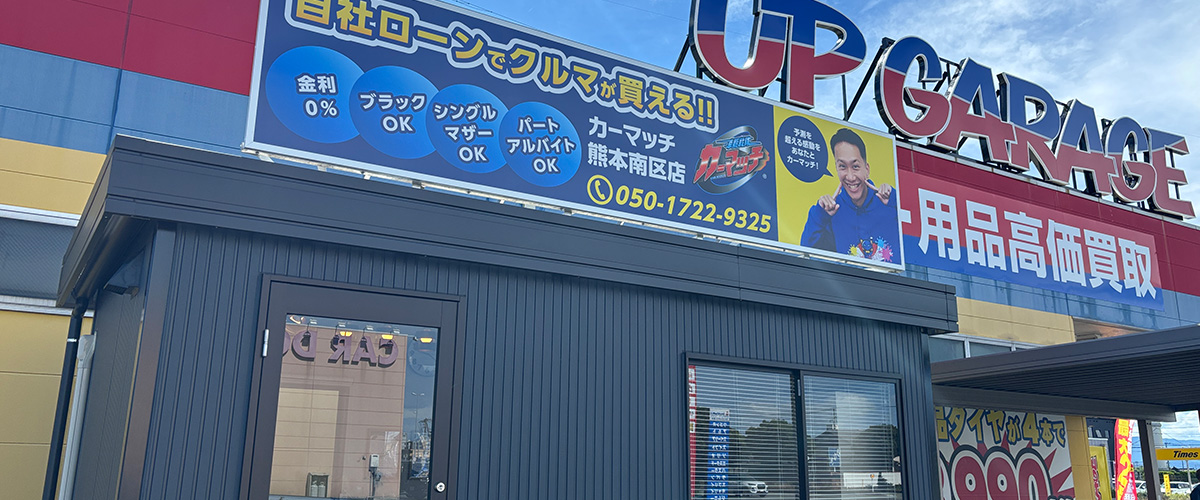 自社ローンでクルマが買える!!
金利
0%
ブラック
OK
シングル
マザー
OK
パート
アルバイト
OK
カーマッチ
熊本南区店
050-1722-9325
カーマッチ
予測を
超える感動を
あなたと
カーマッチ!
UP GARAGE
用品高価買取
CAR DO
タイヤが4本で
990
Times